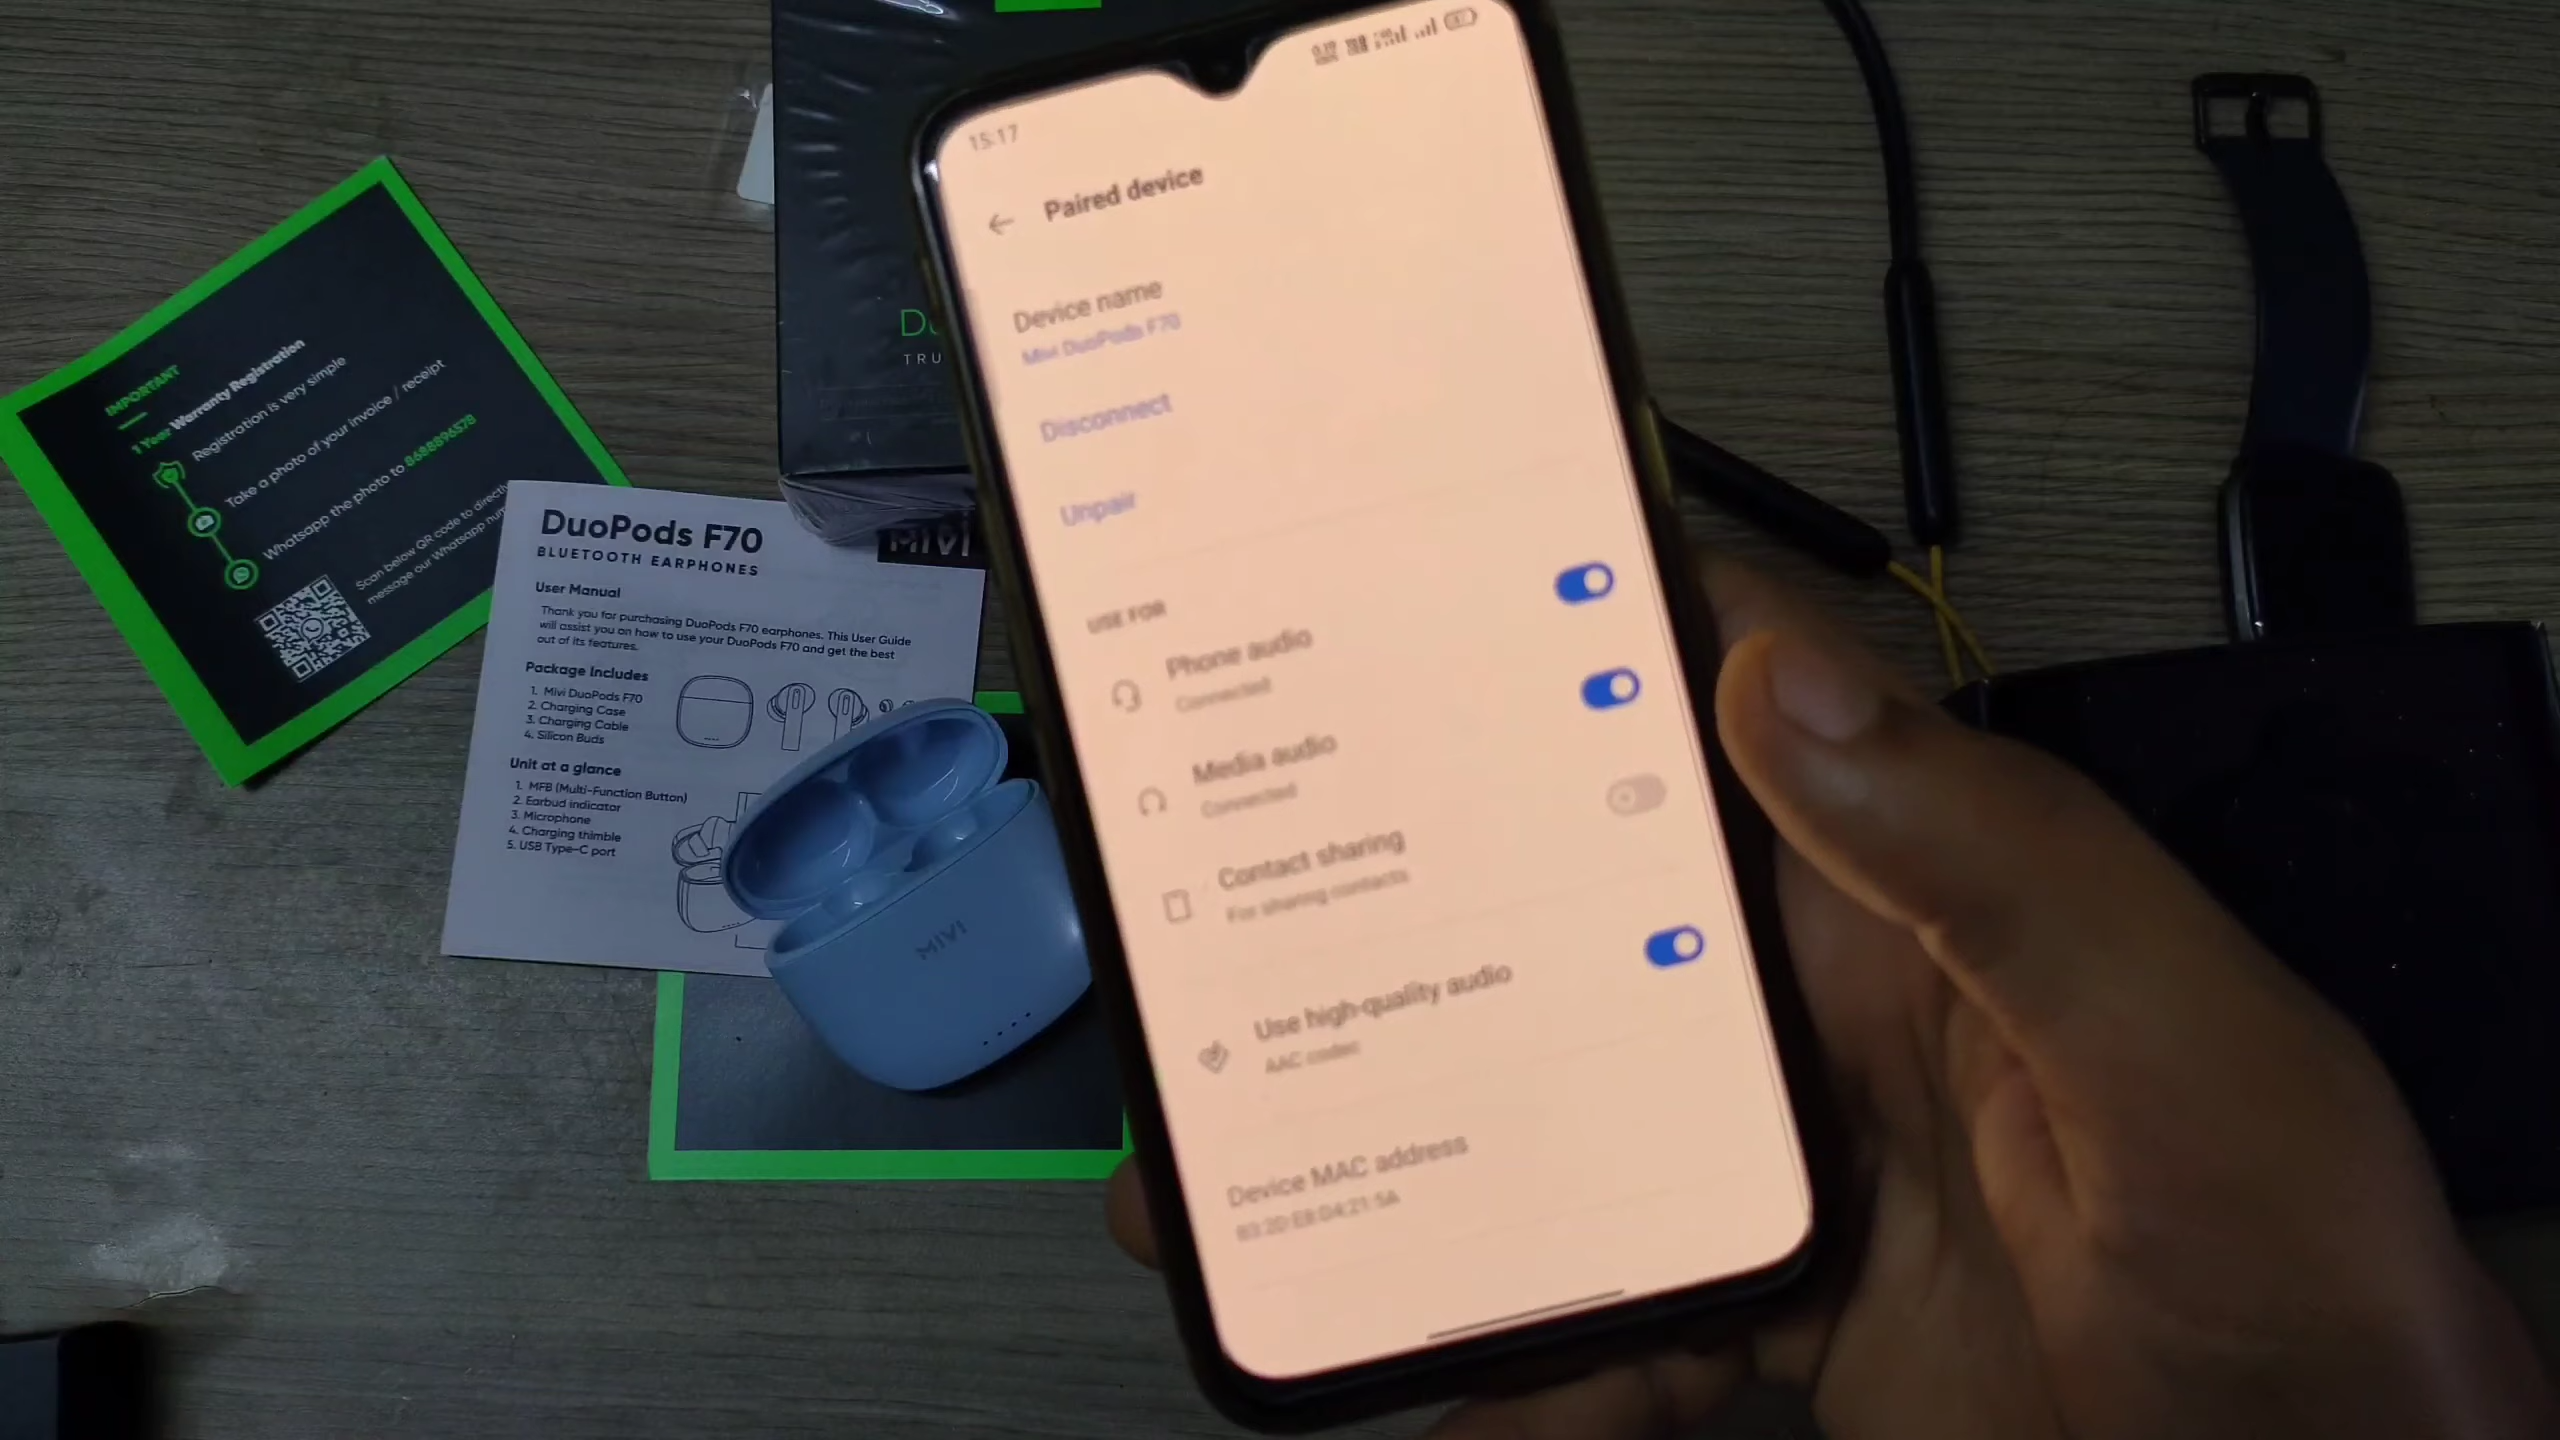 IMPORTANT
1 Year Warranty Registration
Registration is very simple
Take a photo of your invoice / receipt
Whatsapp the photo to 8688896578
Scan below QR code to directly
message our Whatsapp num
DuoPods F70
BLUETOOTH EARPHONES
MIVI
User Manual
Thank you for purchasing DuoPods F70 earphones. This User Guide
will assist you on how to use your DuoPods F70 and get the best
out of its features.
Package Includes
1. Mivi DuoPods F70
2. Charging Case
3. Charging Cable
4. Silicon Buds
Unit at a glance
1. MFB (Multi-Function Button)
2. Earbud indicator
3. Microphone
4. Charging thimble
5. USB Type-C port
MIVI
Du
TRU
15:17
Paired device
Device name
Mivi DuoPods F70
Disconnect
Unpair
USE FOR
Phone audio
Connected
Media audio
Connected
Contact sharing
For sharing contacts
Use high-quality audio
AAC codec
Device MAC address